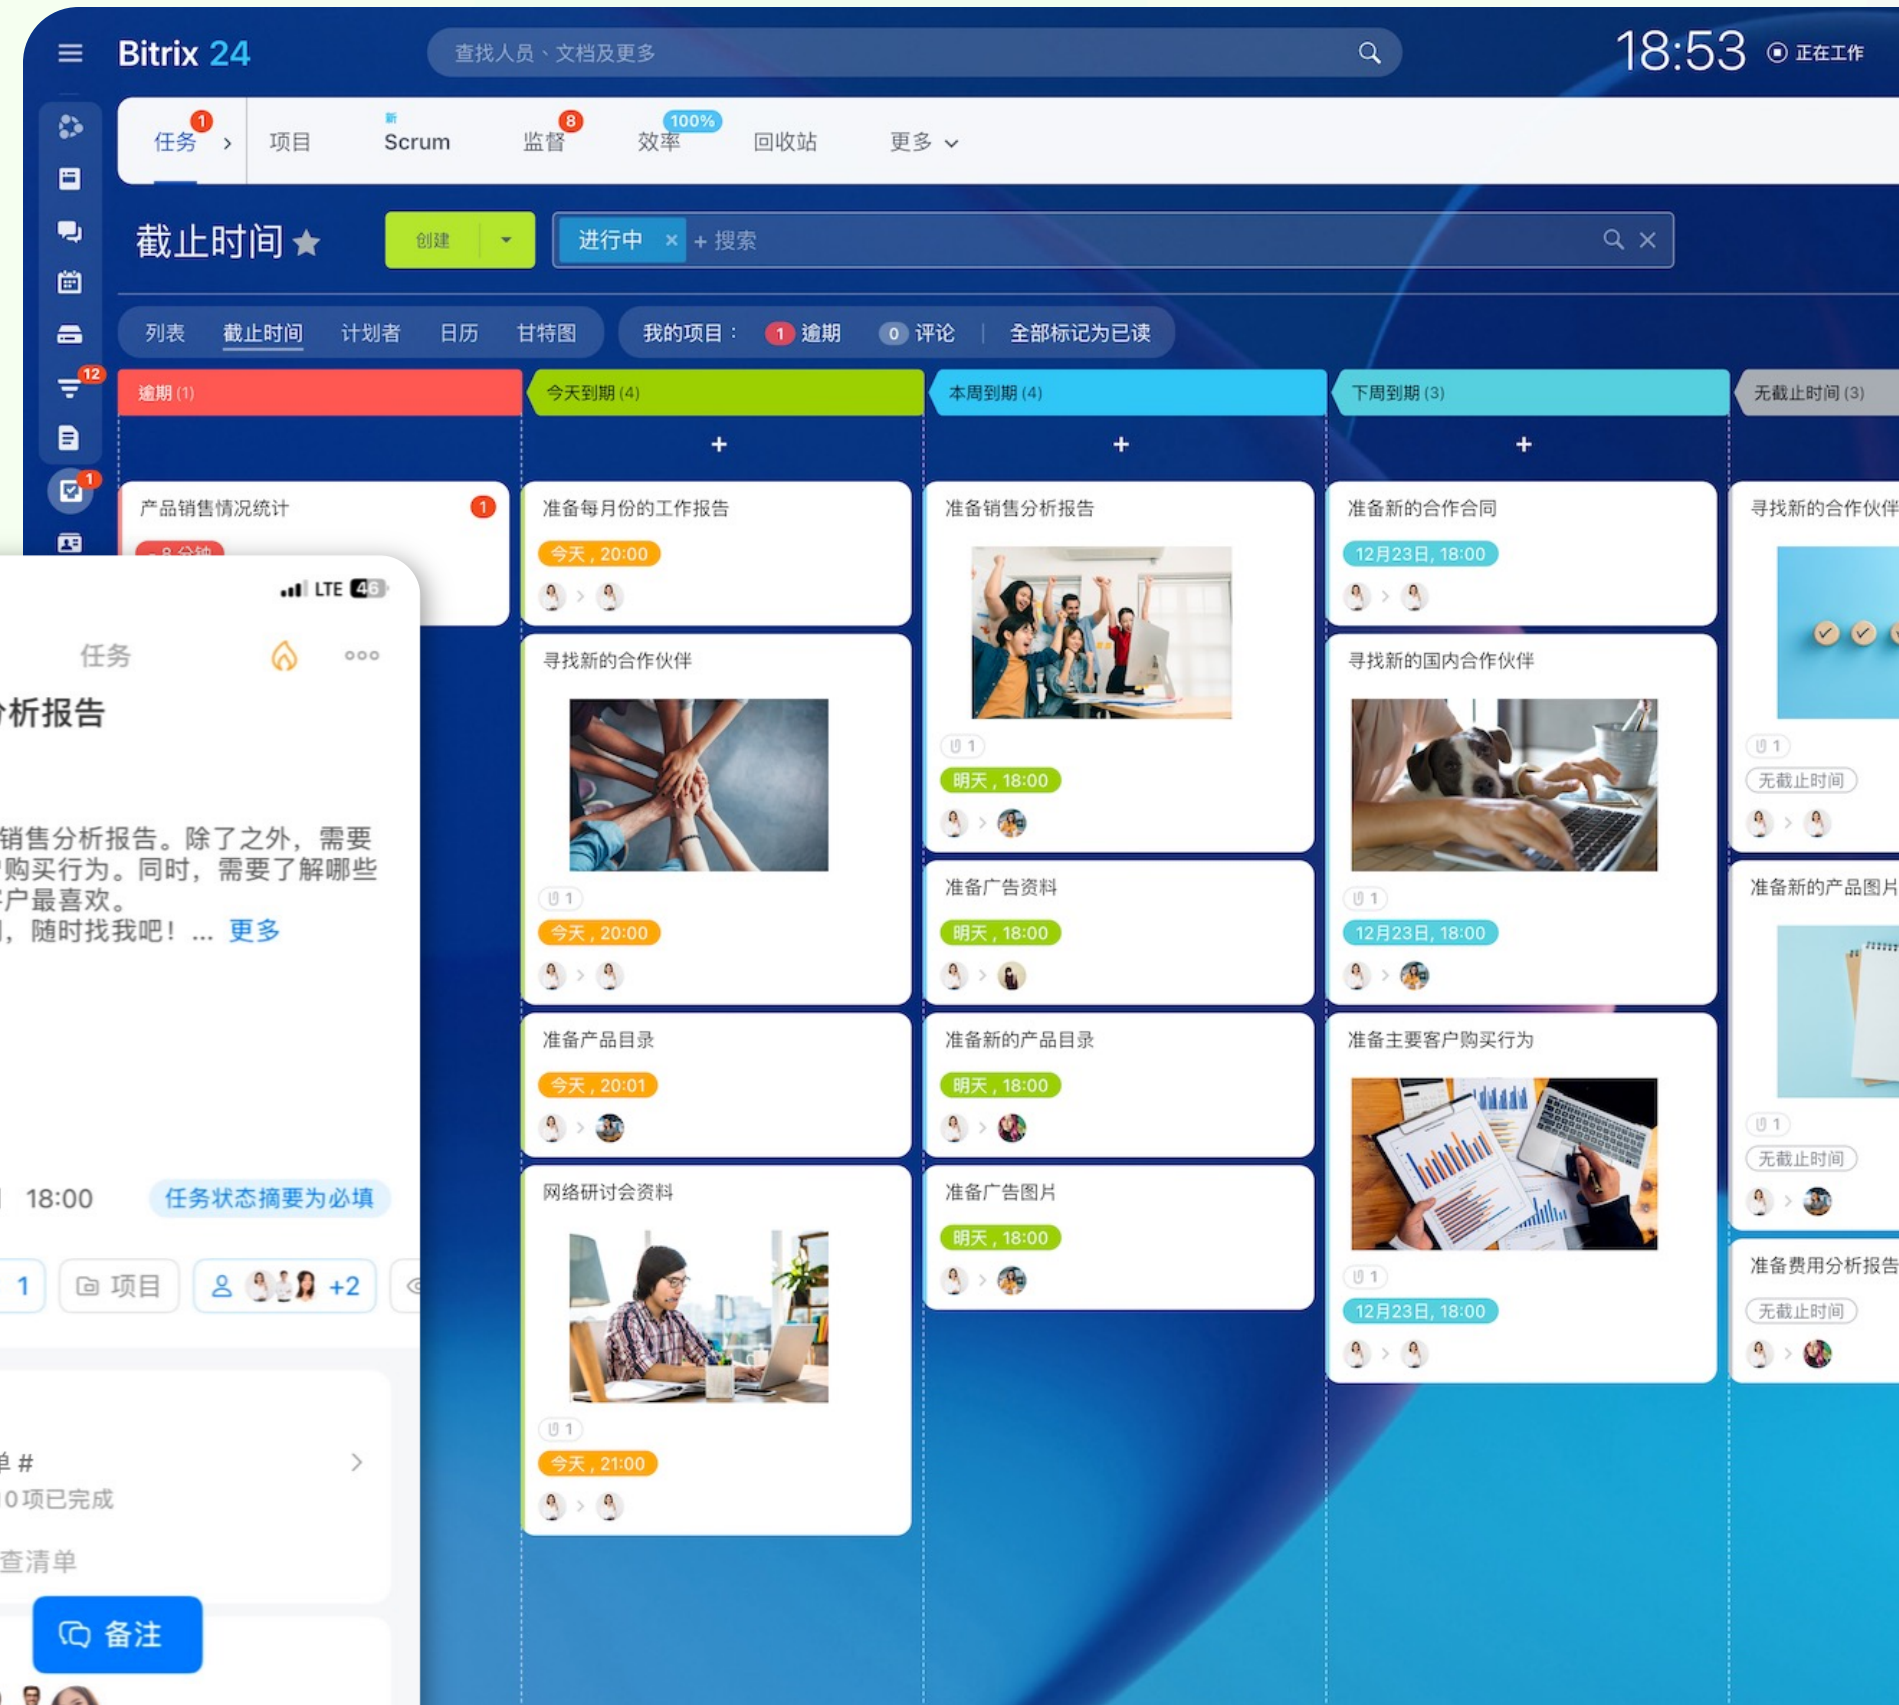 Bitrix 24
查找人员、文档及更多
18:53 正在工作
任务 1
项目
新
Scrum
监督 8
效率 100%
回收站
更多
截止时间
创建
进行中 × + 搜索
列表 截止时间 计划者 日历 甘特图
我的项目： 1 逾期 0 评论 全部标记为已读
12
1
逾期 (1)
产品销售情况统计 1
- 8 分钟
今天到期 (4)
+
准备每月份的工作报告
今天, 20:00
寻找新的合作伙伴
1
今天, 20:00
准备产品目录
今天, 20:01
网络研讨会资料
1
今天, 21:00
本周到期 (4)
+
准备销售分析报告
1
明天, 18:00
准备广告资料
明天, 18:00
准备新的产品目录
明天, 18:00
准备广告图片
明天, 18:00
下周到期 (3)
+
准备新的合作合同
12月23日, 18:00
寻找新的国内合作伙伴
1
12月23日, 18:00
准备主要客户购买行为
1
12月23日, 18:00
无截止时间 (3)
寻找新的合作伙伴
1
无截止时间
准备新的产品图片
1
无截止时间
准备费用分析报告
无截止时间
LTE 46
任务
析报告
销售分析报告。除了之外，需要
购买行为。同时，需要了解哪些
户最喜欢。
，随时找我吧！... 更多
18:00 任务状态摘要为必填
1 项目 +2
单 #
0项已完成
查清单
备注